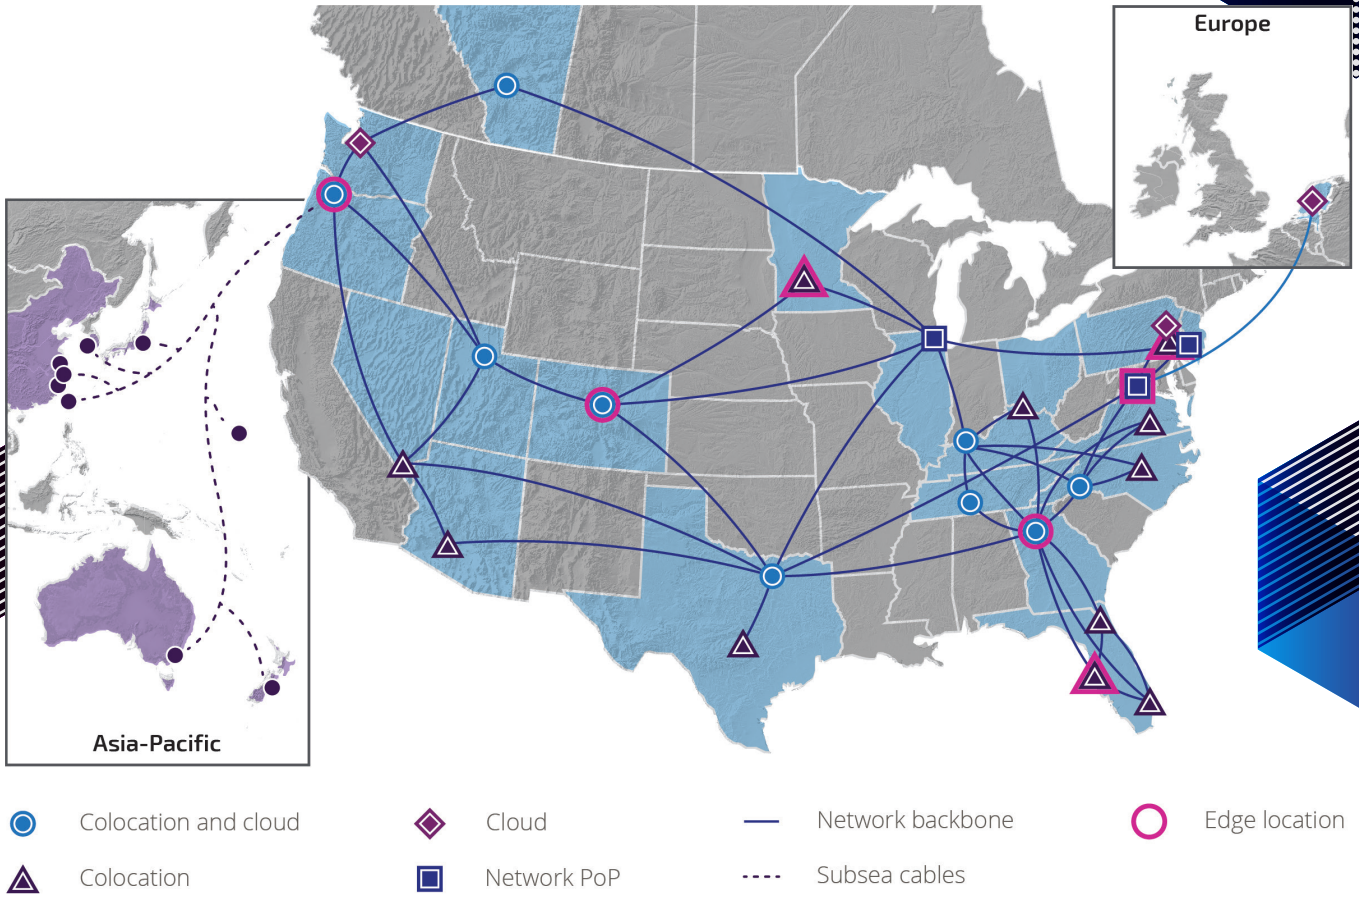 Europe
Asia-Pacific
Colocation and cloud
Cloud
Network backbone
Edge location
Colocation
Network PoP
Subsea cables